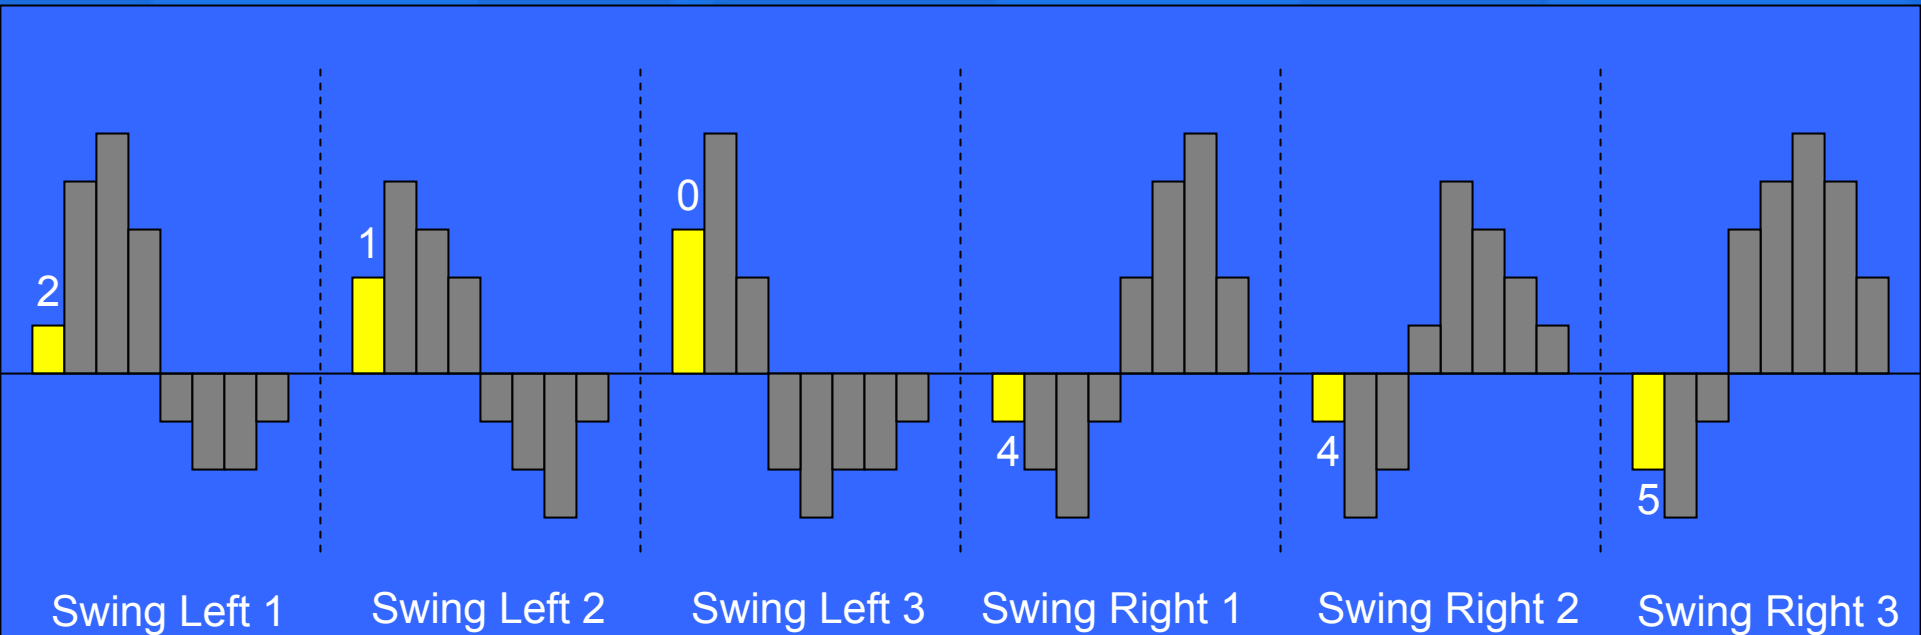 2
1
0
4
4
5
Swing Left 1
Swing Left 2
Swing Left 3
Swing Right 1
Swing Right 2
Swing Right 3